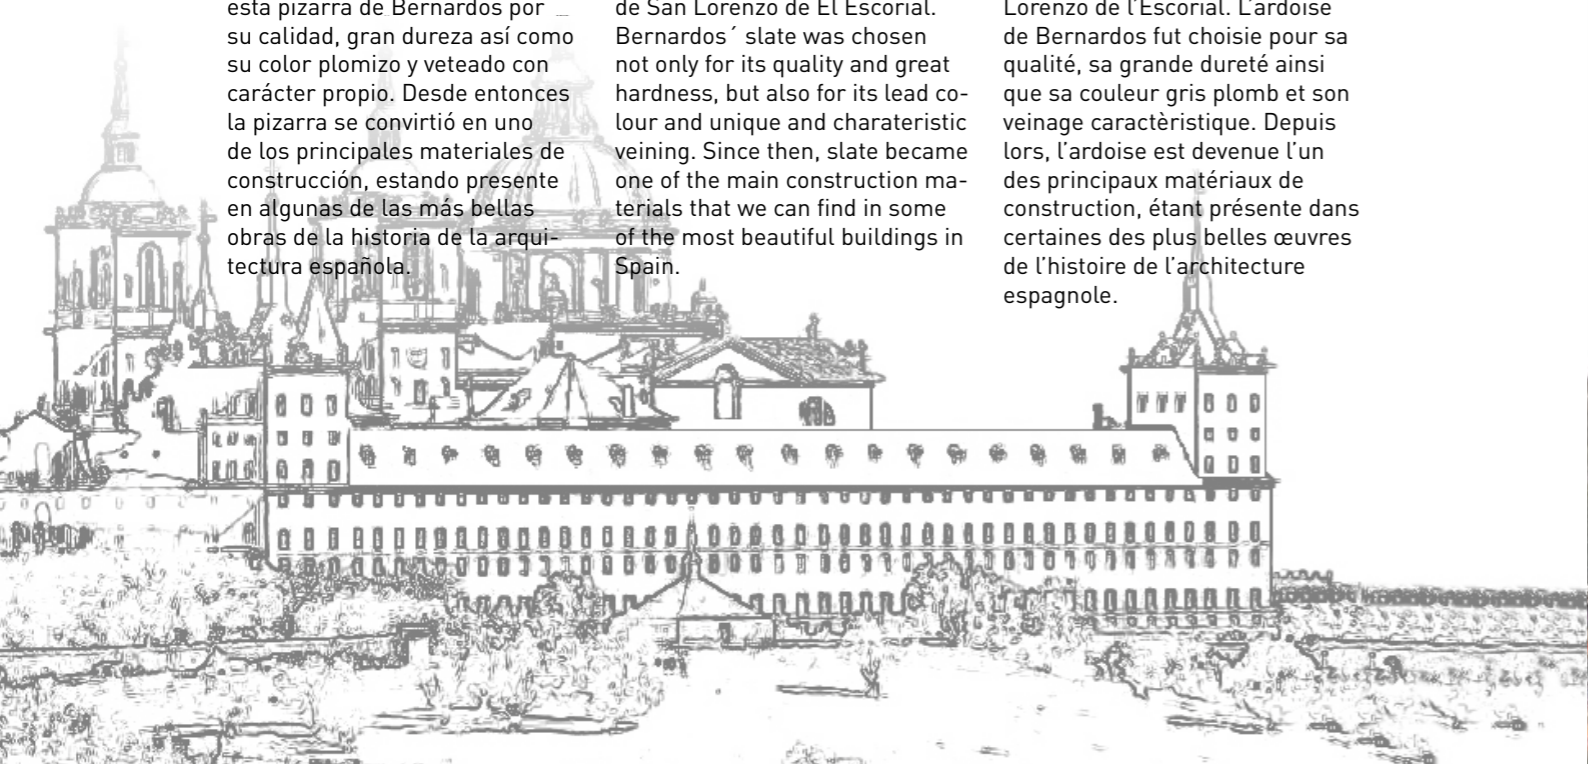 esta pizarra de Bernardos por
su calidad, gran dureza así como
su color plomizo y veteado con
carácter propio. Desde entonces
la pizarra se convirtió en uno
de los principales materiales de
construcción, estando presente
en algunas de las más bellas
obras de la historia de la arqui-
tectura española.
de San Lorenzo de El Escorial.
Bernardos´ slate was chosen
not only for its quality and great
hardness, but also for its lead co-
lour and unique and charateristic
veining. Since then, slate became
one of the main construction ma-
terials that we can find in some
of the most beautiful buildings in
Spain.
Lorenzo de l'Escorial. L'ardoise
de Bernardos fut choisie pour sa
qualité, sa grande dureté ainsi
que sa couleur gris plomb et son
veinage caractèristique. Depuis
lors, l'ardoise est devenue l'un
des principaux matériaux de
construction, étant présente dans
certaines des plus belles œuvres
de l'histoire de l'architecture
espagnole.